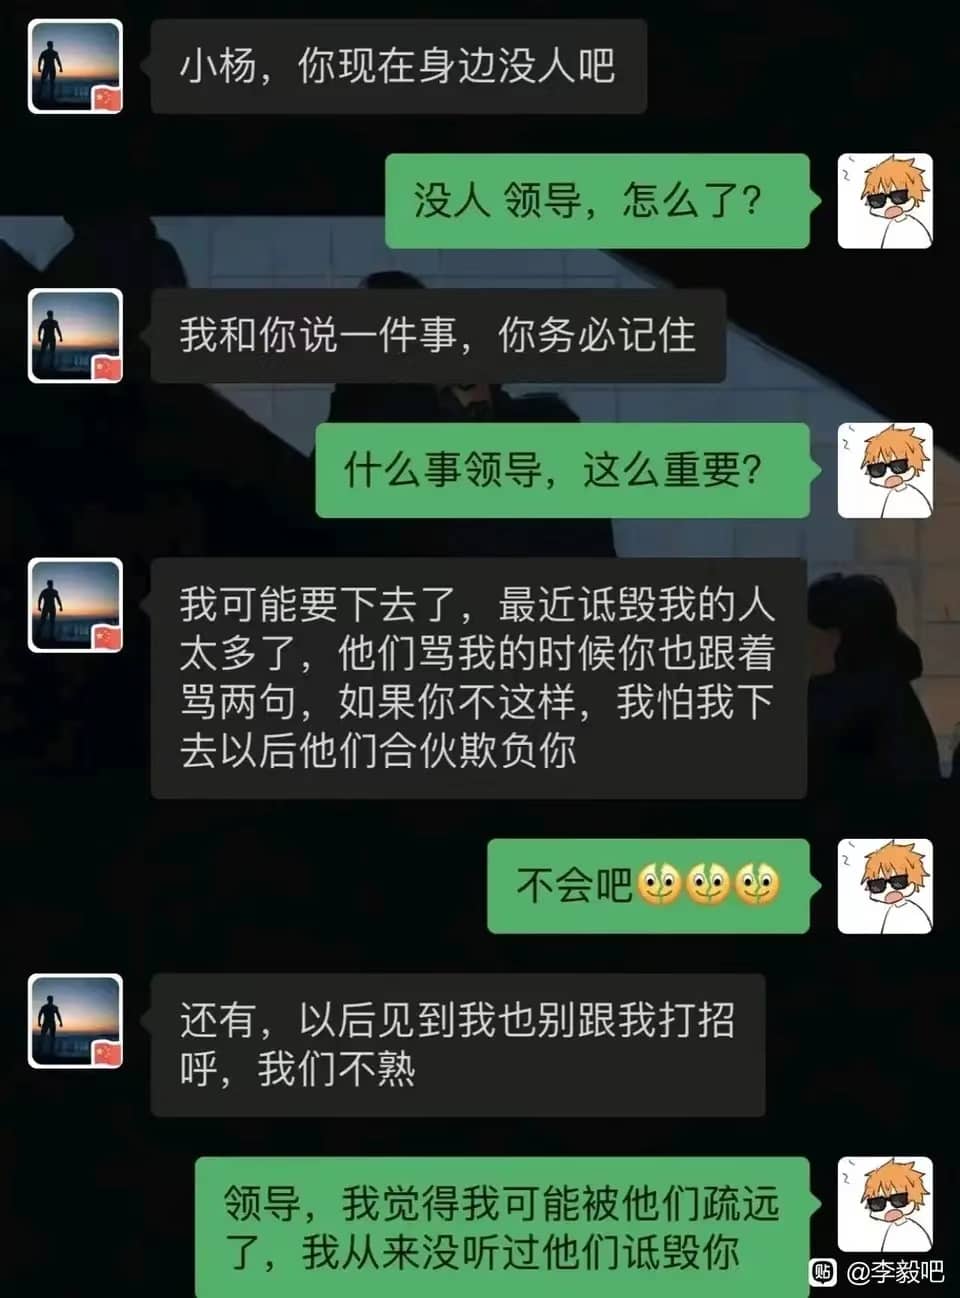 小杨，你现在身边没人吧
没人 领导，怎么了？
我和你说一件事，你务必记住
什么事领导，这么重要？
我可能要下去了，最近诋毁我的人
太多了，他们骂我的时候你也跟着
骂两句，如果你不这样，我怕我下
去以后他们合伙欺负你
不会吧
还有，以后见到我也别跟我打招
呼，我们不熟
领导，我觉得我可能被他们疏远
了，我从来没听过他们诋毁你
贴 @李毅吧